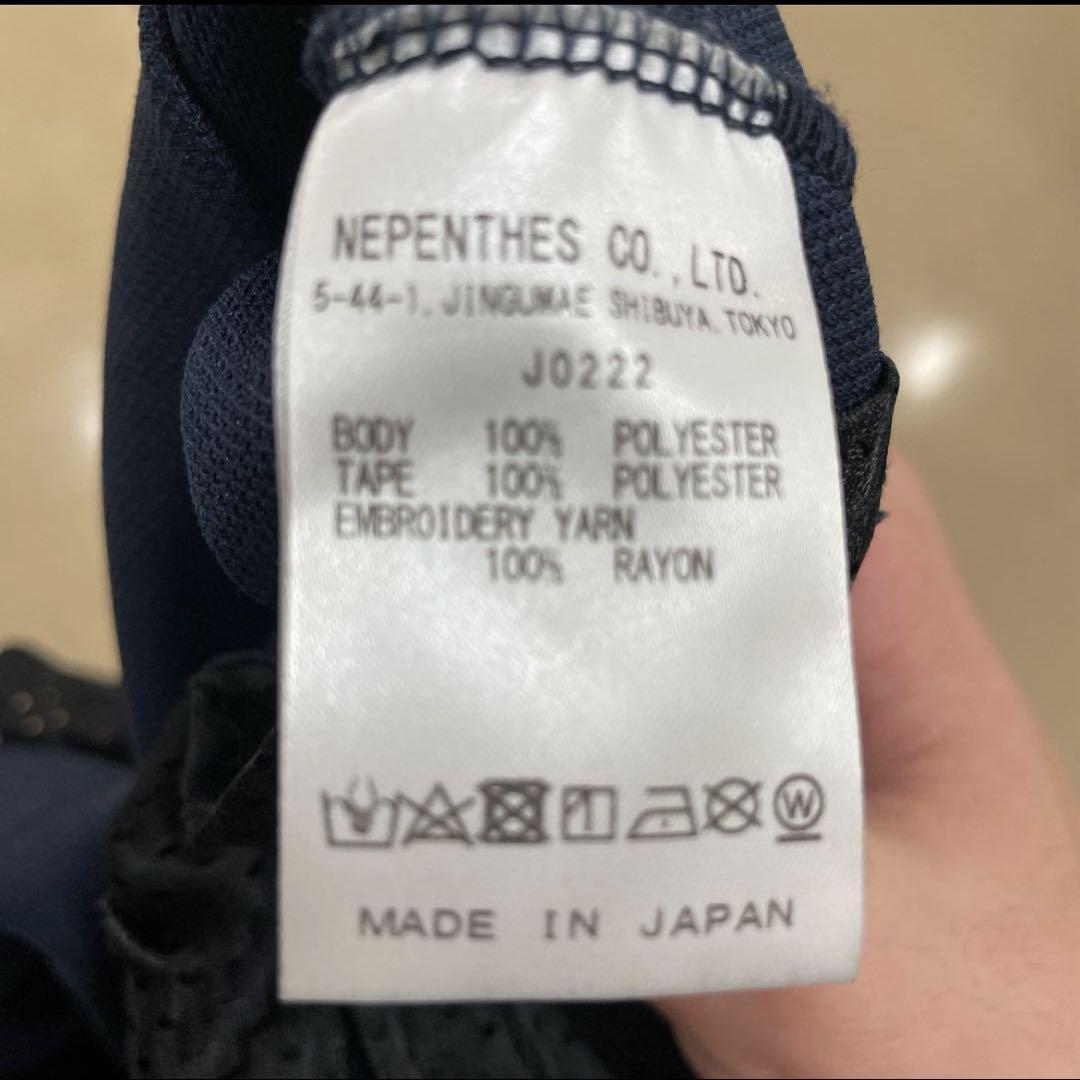 NEPENTHES CO.,LTD.
5-44-1, JINGUMAE SHIBUYA, TOKYO
J0222
BODY 100% POLYESTER
TAPE 100% POLYESTER
EMBROIDERY YARN
100% RAYON
W
MADE IN JAPAN